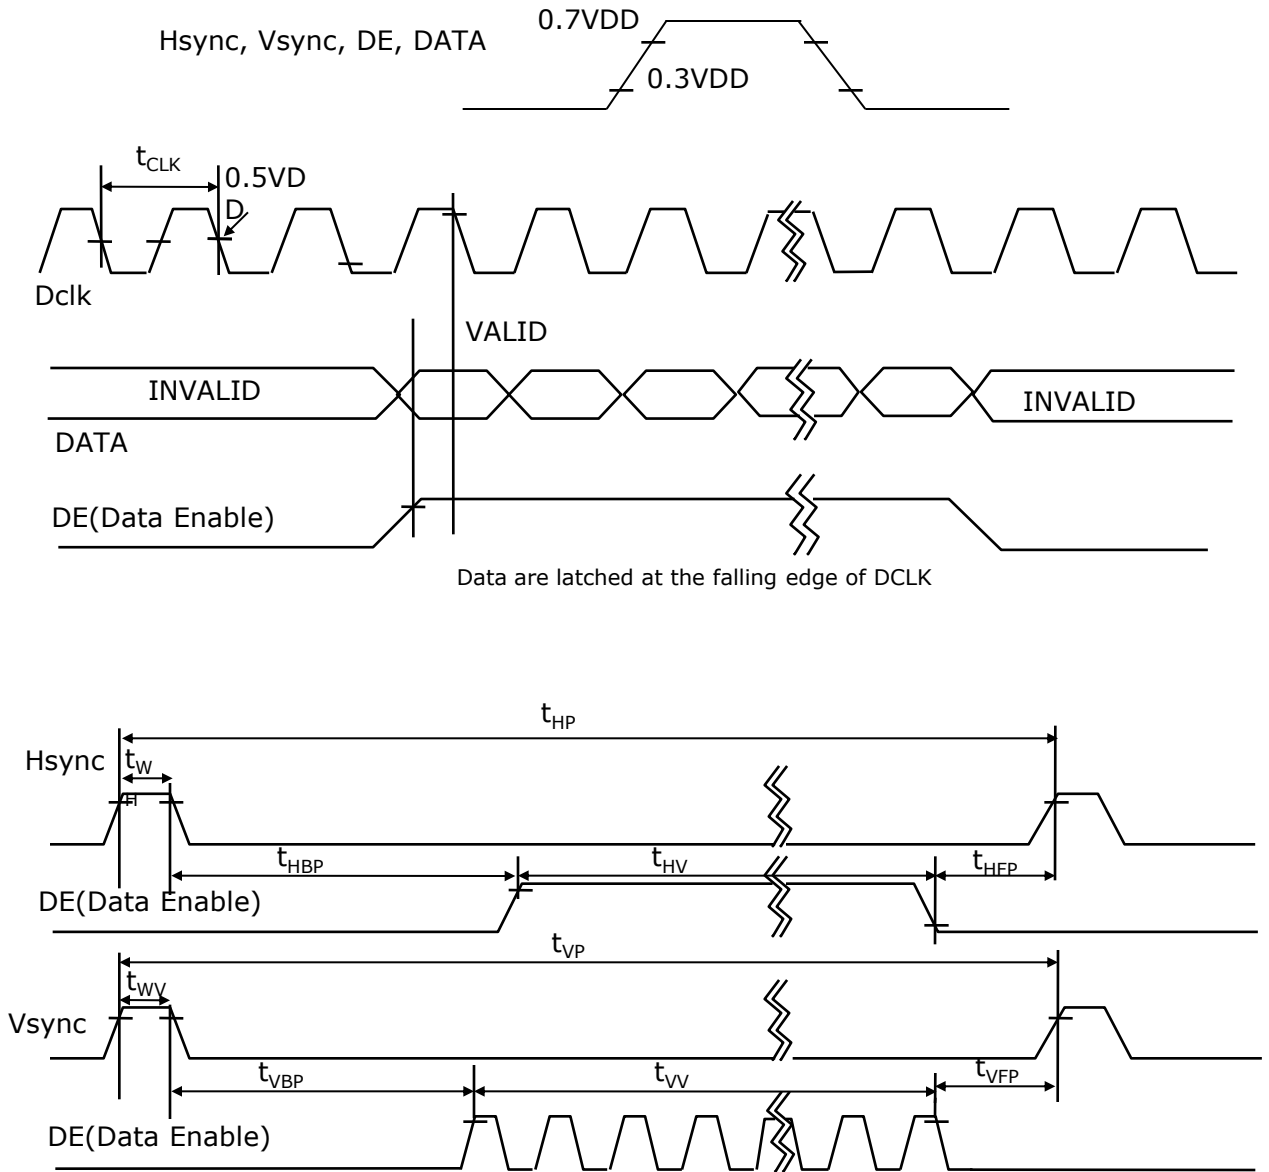 0.7VDD
Hsync, Vsync, DE, DATA
0.3VDD
tCLK
0.5VD
D
Dclk
VALID
INVALID
INVALID
DATA
DE(Data Enable)
Data are latched at the falling edge of DCLK
tHP
Hsync
tW
H
tHBP
tHV
tHFP
DE(Data Enable)
tVP
tWV
Vsync
tVBP
tVV
tVFP
DE(Data Enable)